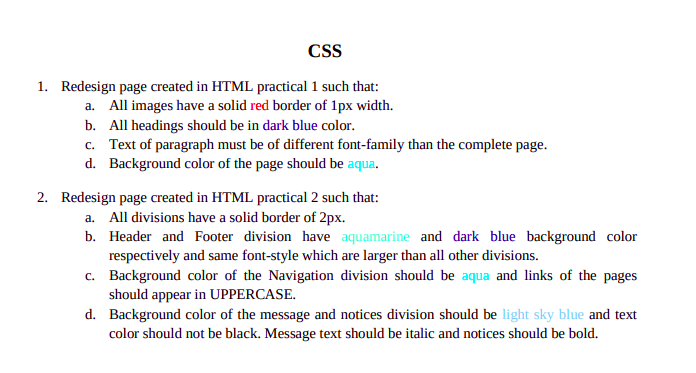 CSS
1. Redesign page created in HTML practical 1 such that:
a. All images have a solid red border of 1px width.
b. All headings should be in dark blue color.
c. Text of paragraph must be of different font-family than the complete page.
d. Background color of the page should be aqua.
2. Redesign page created in HTML practical 2 such that:
a. All divisions have a solid border of 2px.
b. Header and Footer division have aquamarine and dark blue background color
respectively and same font-style which are larger than all other divisions.
c. Background color of the Navigation division should be aqua and links of the pages
should appear in UPPERCASE.
d. Background color of the message and notices division should be light sky blue and text
color should not be black. Message text should be italic and notices should be bold.